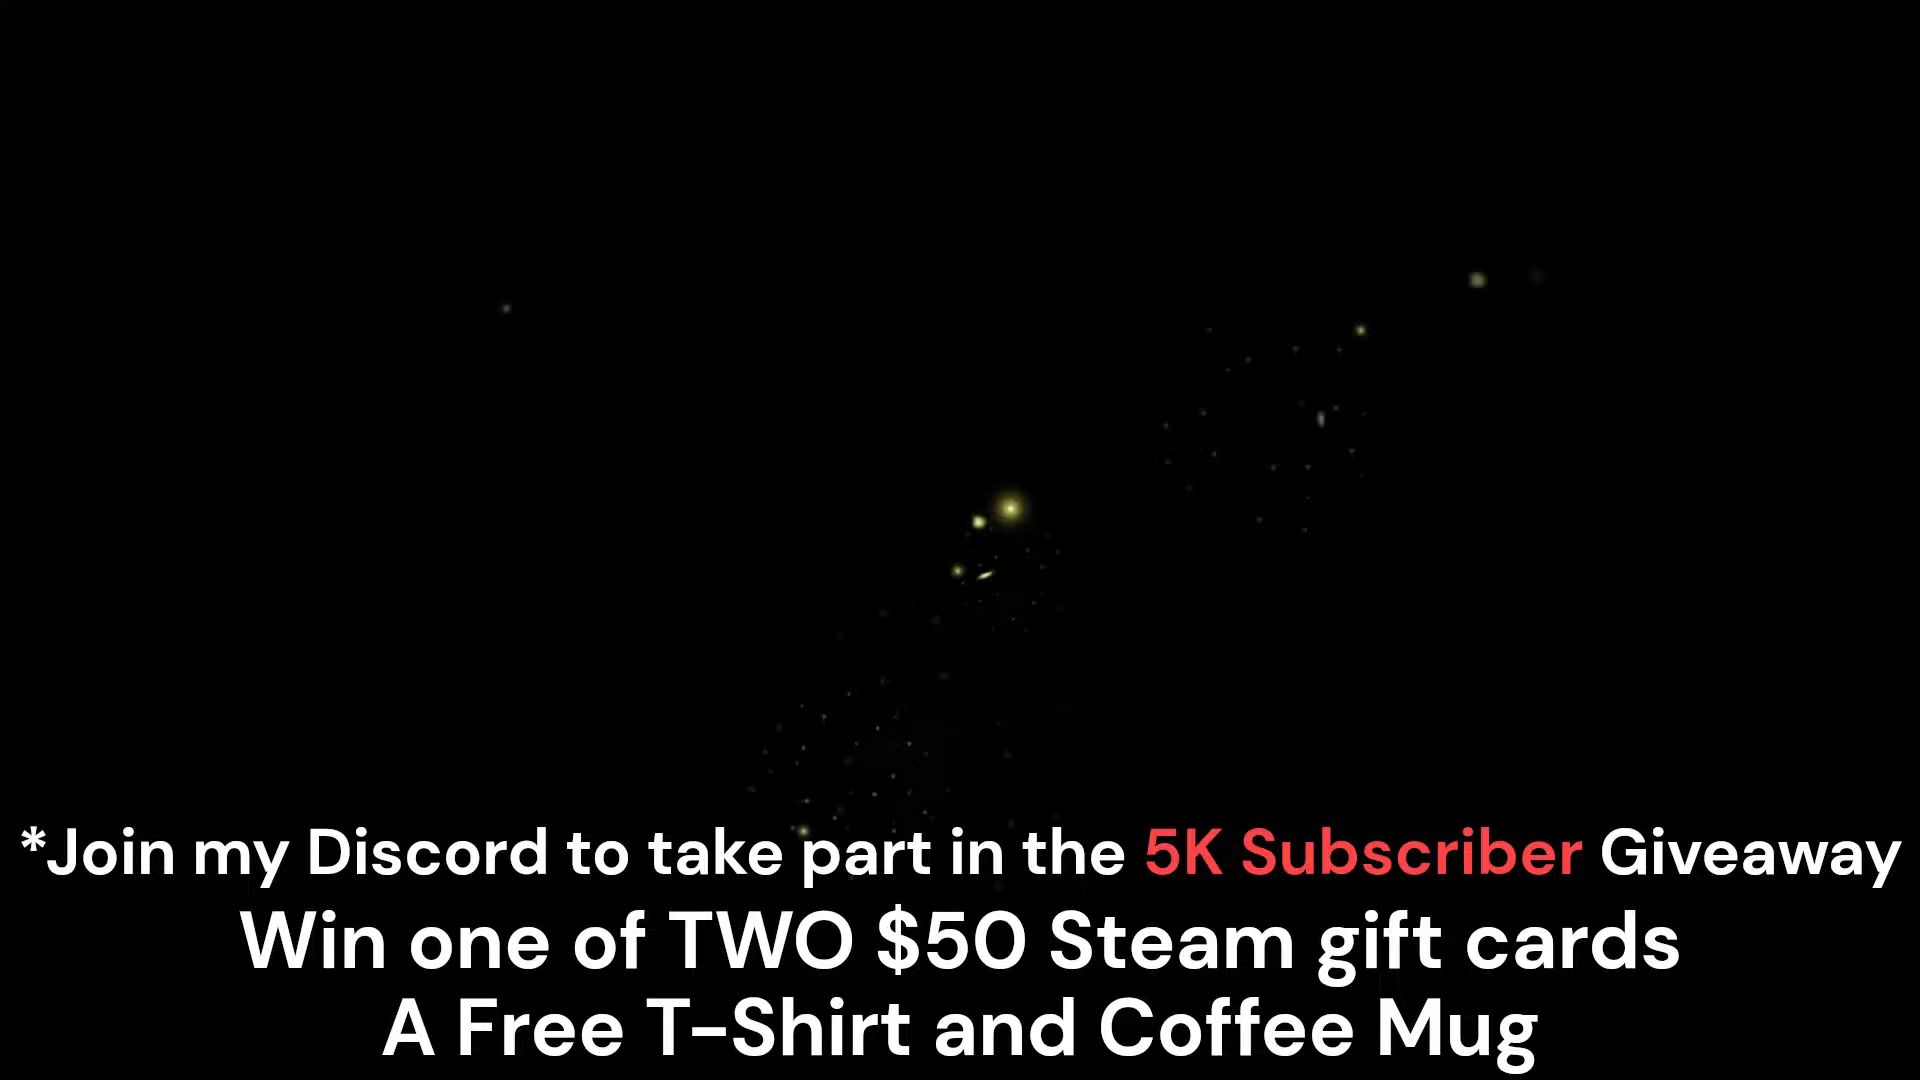 *Join my Discord to take part in the 5K Subscriber Giveaway
Win one of TWO $50 Steam gift cards
A Free T-Shirt and Coffee Mug